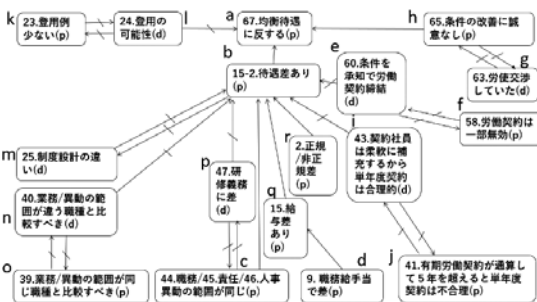 k
23.登用例
少ない(p)
24.登用の
可能性(d)
l
a
67.均衡待遇
に反する(p)
h
65.条件の改善に誠
意なし(p)
g
63.労使交渉
していた(d)
b
15-2.待遇差あり
(p)
e
60.条件を
承知で労働
契約締結
(d)
f
58.労働契約は
一部無効(p)
m
25.制度設計の違
い(d)
n
40.業務/異動の範
囲が違う職種と比
較すべき(d)
o
39.業務/異動の範囲が同
じ職種と比較すべき(p)
p
47.研
修義務
に差
(d)
c
44.職務/45.責任/46.人事
異動の範囲が同じ(p)
r
2.正規
/非正
規差
(p)
q
15.給
与差
あり
(p)
d
9. 職務給手当
で差(p)
i
43.契約社員
は柔軟に補
充するから
単年度契約
は合理的(d)
j
41.有期労働契約が通算し
て5年を超えると単年度
契約は不合理(p)